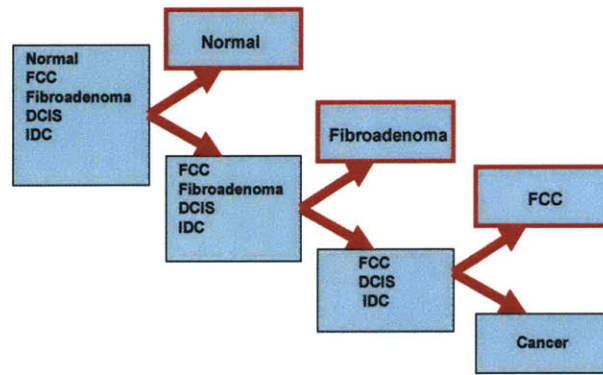 Normal
FCC
Fibroadenoma
DCIS
IDC
Normal
FCC
Fibroadenoma
DCIS
IDC
Fibroadenoma
FCC
DCIS
IDC
FCC
Cancer